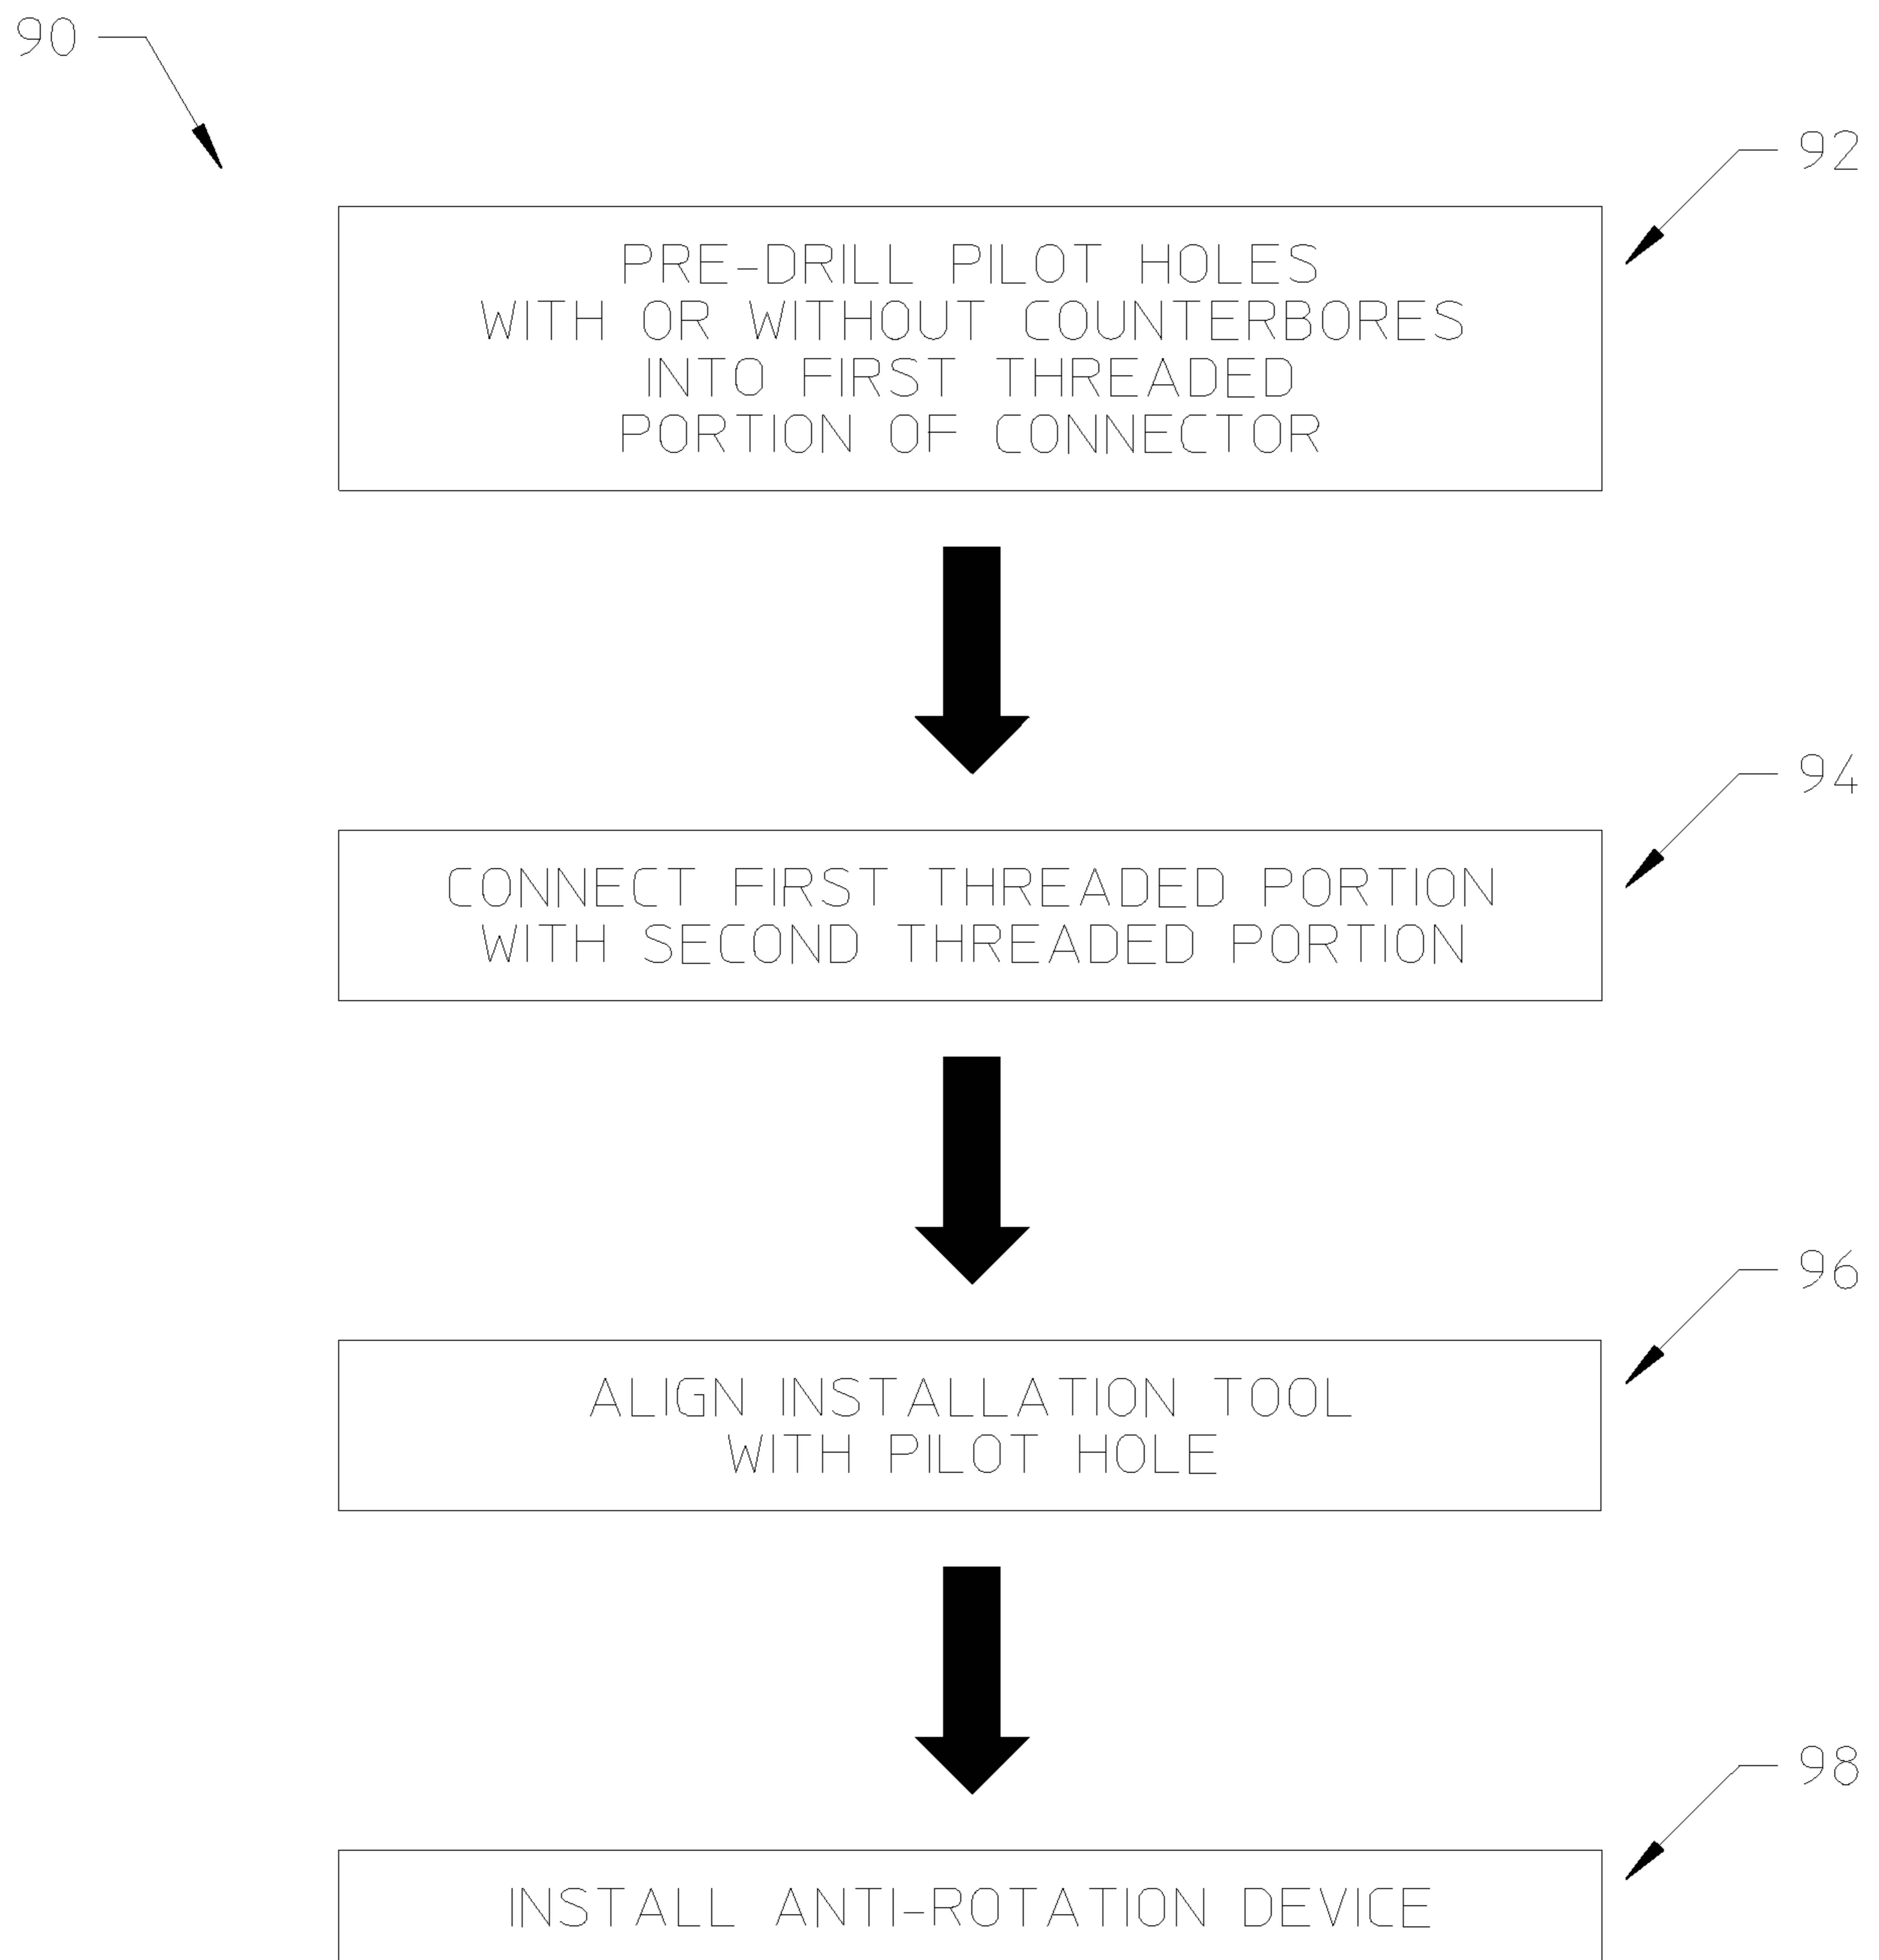 90
92
PRE-DRILL PILOT HOLES
WITH OR WITHOUT COUNTERBORES
INTO FIRST THREADED
PORTION OF CONNECTOR
94
CONNECT FIRST THREADED PORTION
WITH SECOND THREADED PORTION
96
ALIGN INSTALLATION TOOL
WITH PILOT HOLE
98
INSTALL ANTI-ROTATION DEVICE